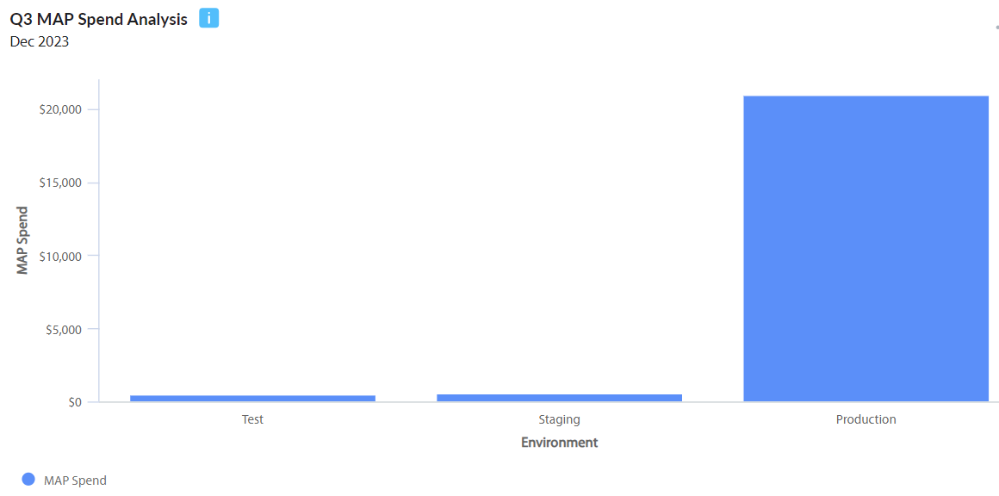 Q3 MAP Spend Analysis i
Dec 2023
$20,000
$15,000
$10,000
$5,000
$0
MAP Spend
Test Staging Production
Environment
MAP Spend